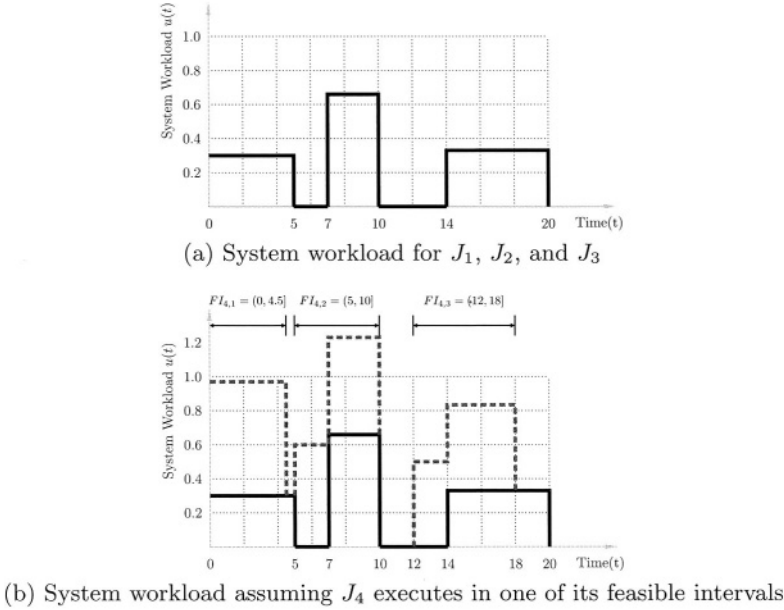 System Workload u(t)
1.2
1.0
0.8
0.6
0.4
0.2
0 5 7 10 14 20 Time(t)
(a) System workload for J₁, J₂, and J₃
FI₄,₁ = (0, 4.5] FI₄,₂ = (5, 10] FI₄,₃ = (12, 18]
System Workload u(t)
1.2
1.0
0.8
0.6
0.4
0.2
0 5 7 10 12 14 18 20 Time(t)
(b) System workload assuming J₄ executes in one of its feasible intervals